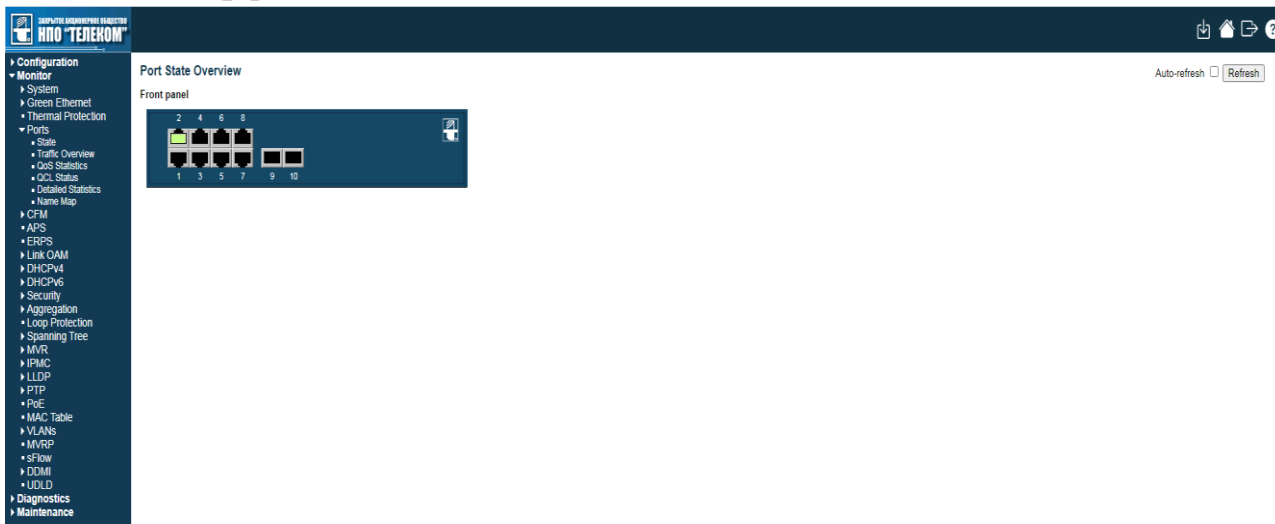 ЗАКРЫТОЕ АКЦИОНЕРНОЕ ОБЩЕСТВО
НПО "ТЕЛЕКОМ"
Configuration
Monitor
System
Green Ethernet
Thermal Protection
Ports
State
Traffic Overview
QoS Statistics
QCL Status
Detailed Statistics
Name Map
CFM
APS
ERPS
Link OAM
DHCPv4
DHCPv6
Security
Aggregation
Loop Protection
Spanning Tree
MVR
IPMC
LLDP
PTP
PoE
MAC Table
VLANs
MVRP
sFlow
DDMI
UDLD
Diagnostics
Maintenance
Port State Overview
Auto-refresh Refresh
Front panel
2 4 6 8
1 3 5 7 9 10